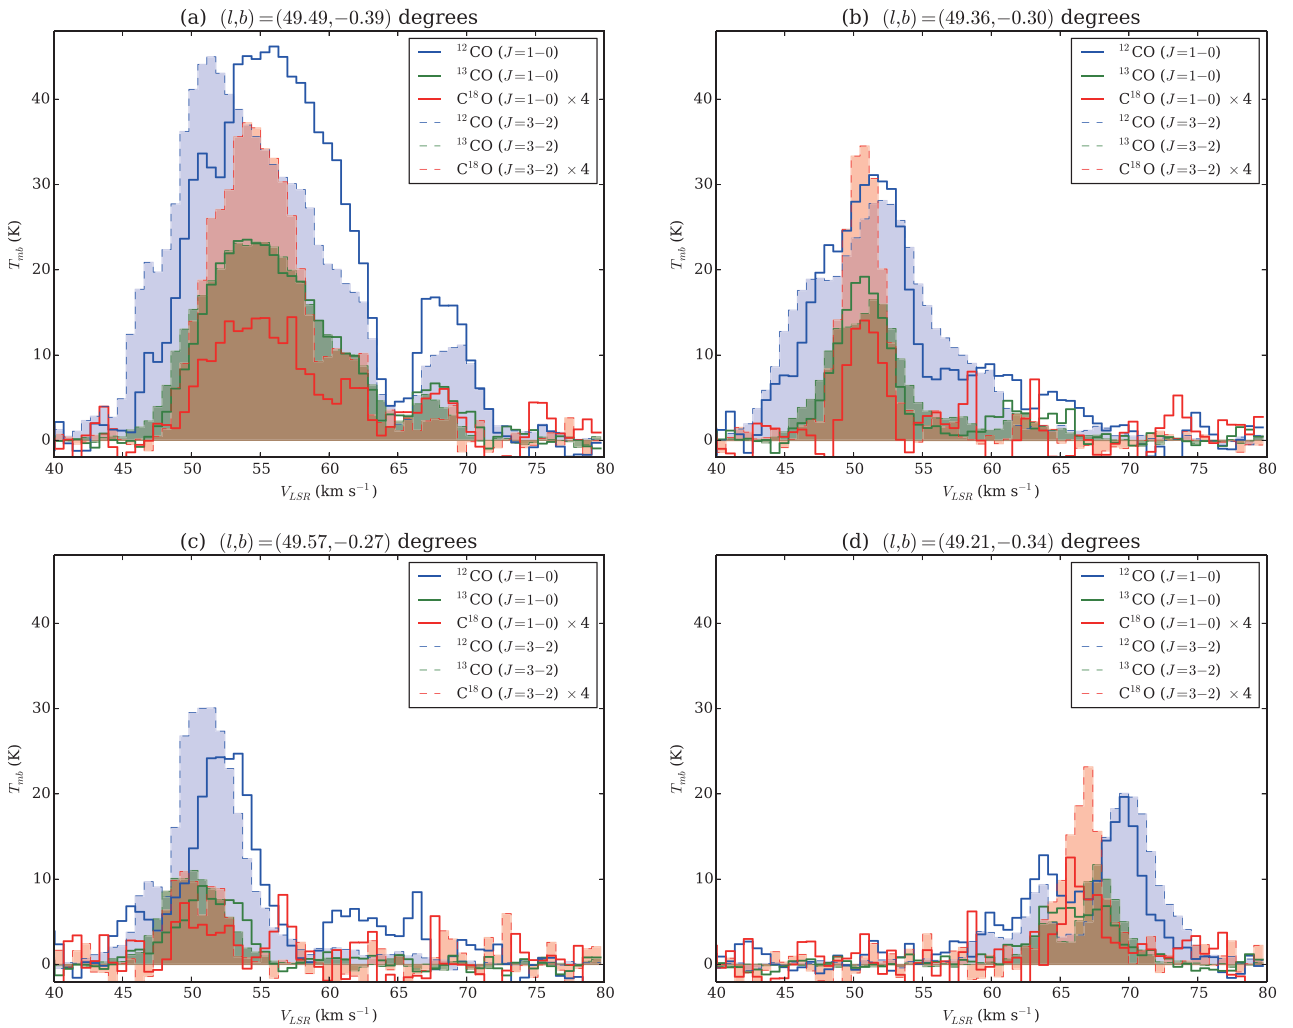 (a) (l,b)=(49.49,−0.39) degrees
¹²CO (J=1−0)
¹³CO (J=1−0)
C¹⁸O (J=1−0) ×4
¹²CO (J=3−2)
¹³CO (J=3−2)
C¹⁸O (J=3−2) ×4
40
30
20
10
0
T_mb (K)
40 45 50 55 60 65 70 75 80
V_LSR (km s⁻¹)
(b) (l,b)=(49.36,−0.30) degrees
¹²CO (J=1−0)
¹³CO (J=1−0)
C¹⁸O (J=1−0) ×4
¹²CO (J=3−2)
¹³CO (J=3−2)
C¹⁸O (J=3−2) ×4
40
30
20
10
0
T_mb (K)
40 45 50 55 60 65 70 75 80
V_LSR (km s⁻¹)
(c) (l,b)=(49.57,−0.27) degrees
¹²CO (J=1−0)
¹³CO (J=1−0)
C¹⁸O (J=1−0) ×4
¹²CO (J=3−2)
¹³CO (J=3−2)
C¹⁸O (J=3−2) ×4
40
30
20
10
0
T_mb (K)
40 45 50 55 60 65 70 75 80
V_LSR (km s⁻¹)
(d) (l,b)=(49.21,−0.34) degrees
¹²CO (J=1−0)
¹³CO (J=1−0)
C¹⁸O (J=1−0) ×4
¹²CO (J=3−2)
¹³CO (J=3−2)
C¹⁸O (J=3−2) ×4
40
30
20
10
0
T_mb (K)
40 45 50 55 60 65 70 75 80
V_LSR (km s⁻¹)